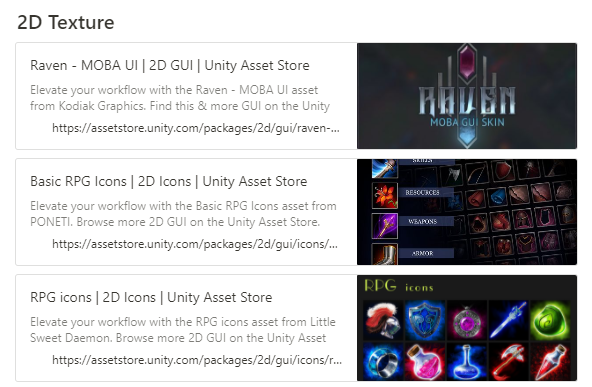 2D Texture
Raven - MOBA UI | 2D GUI | Unity Asset Store
Elevate your workflow with the Raven - MOBA UI asset
from Kodiak Graphics. Find this & more GUI on the Unity
https://assetstore.unity.com/packages/2d/gui/raven-...
RAVEN
MOBA GUI SKIN
Basic RPG Icons | 2D Icons | Unity Asset Store
Elevate your workflow with the Basic RPG Icons asset from
PONETI. Browse more 2D GUI on the Unity Asset Store.
https://assetstore.unity.com/packages/2d/gui/icons/...
SKILLS
RESOURCES
WEAPONS
ARMOR
RPG icons | 2D Icons | Unity Asset Store
Elevate your workflow with the RPG icons asset from Little
Sweet Daemon. Browse more 2D GUI on the Unity Asset
https://assetstore.unity.com/packages/2d/gui/icons/r...
RPG icons